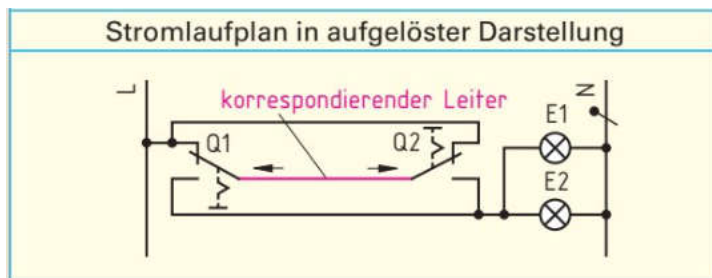 Stromlaufplan in aufgelöster Darstellung
L
korrespondierender Leiter
N
Q1
Q2
E1
E2